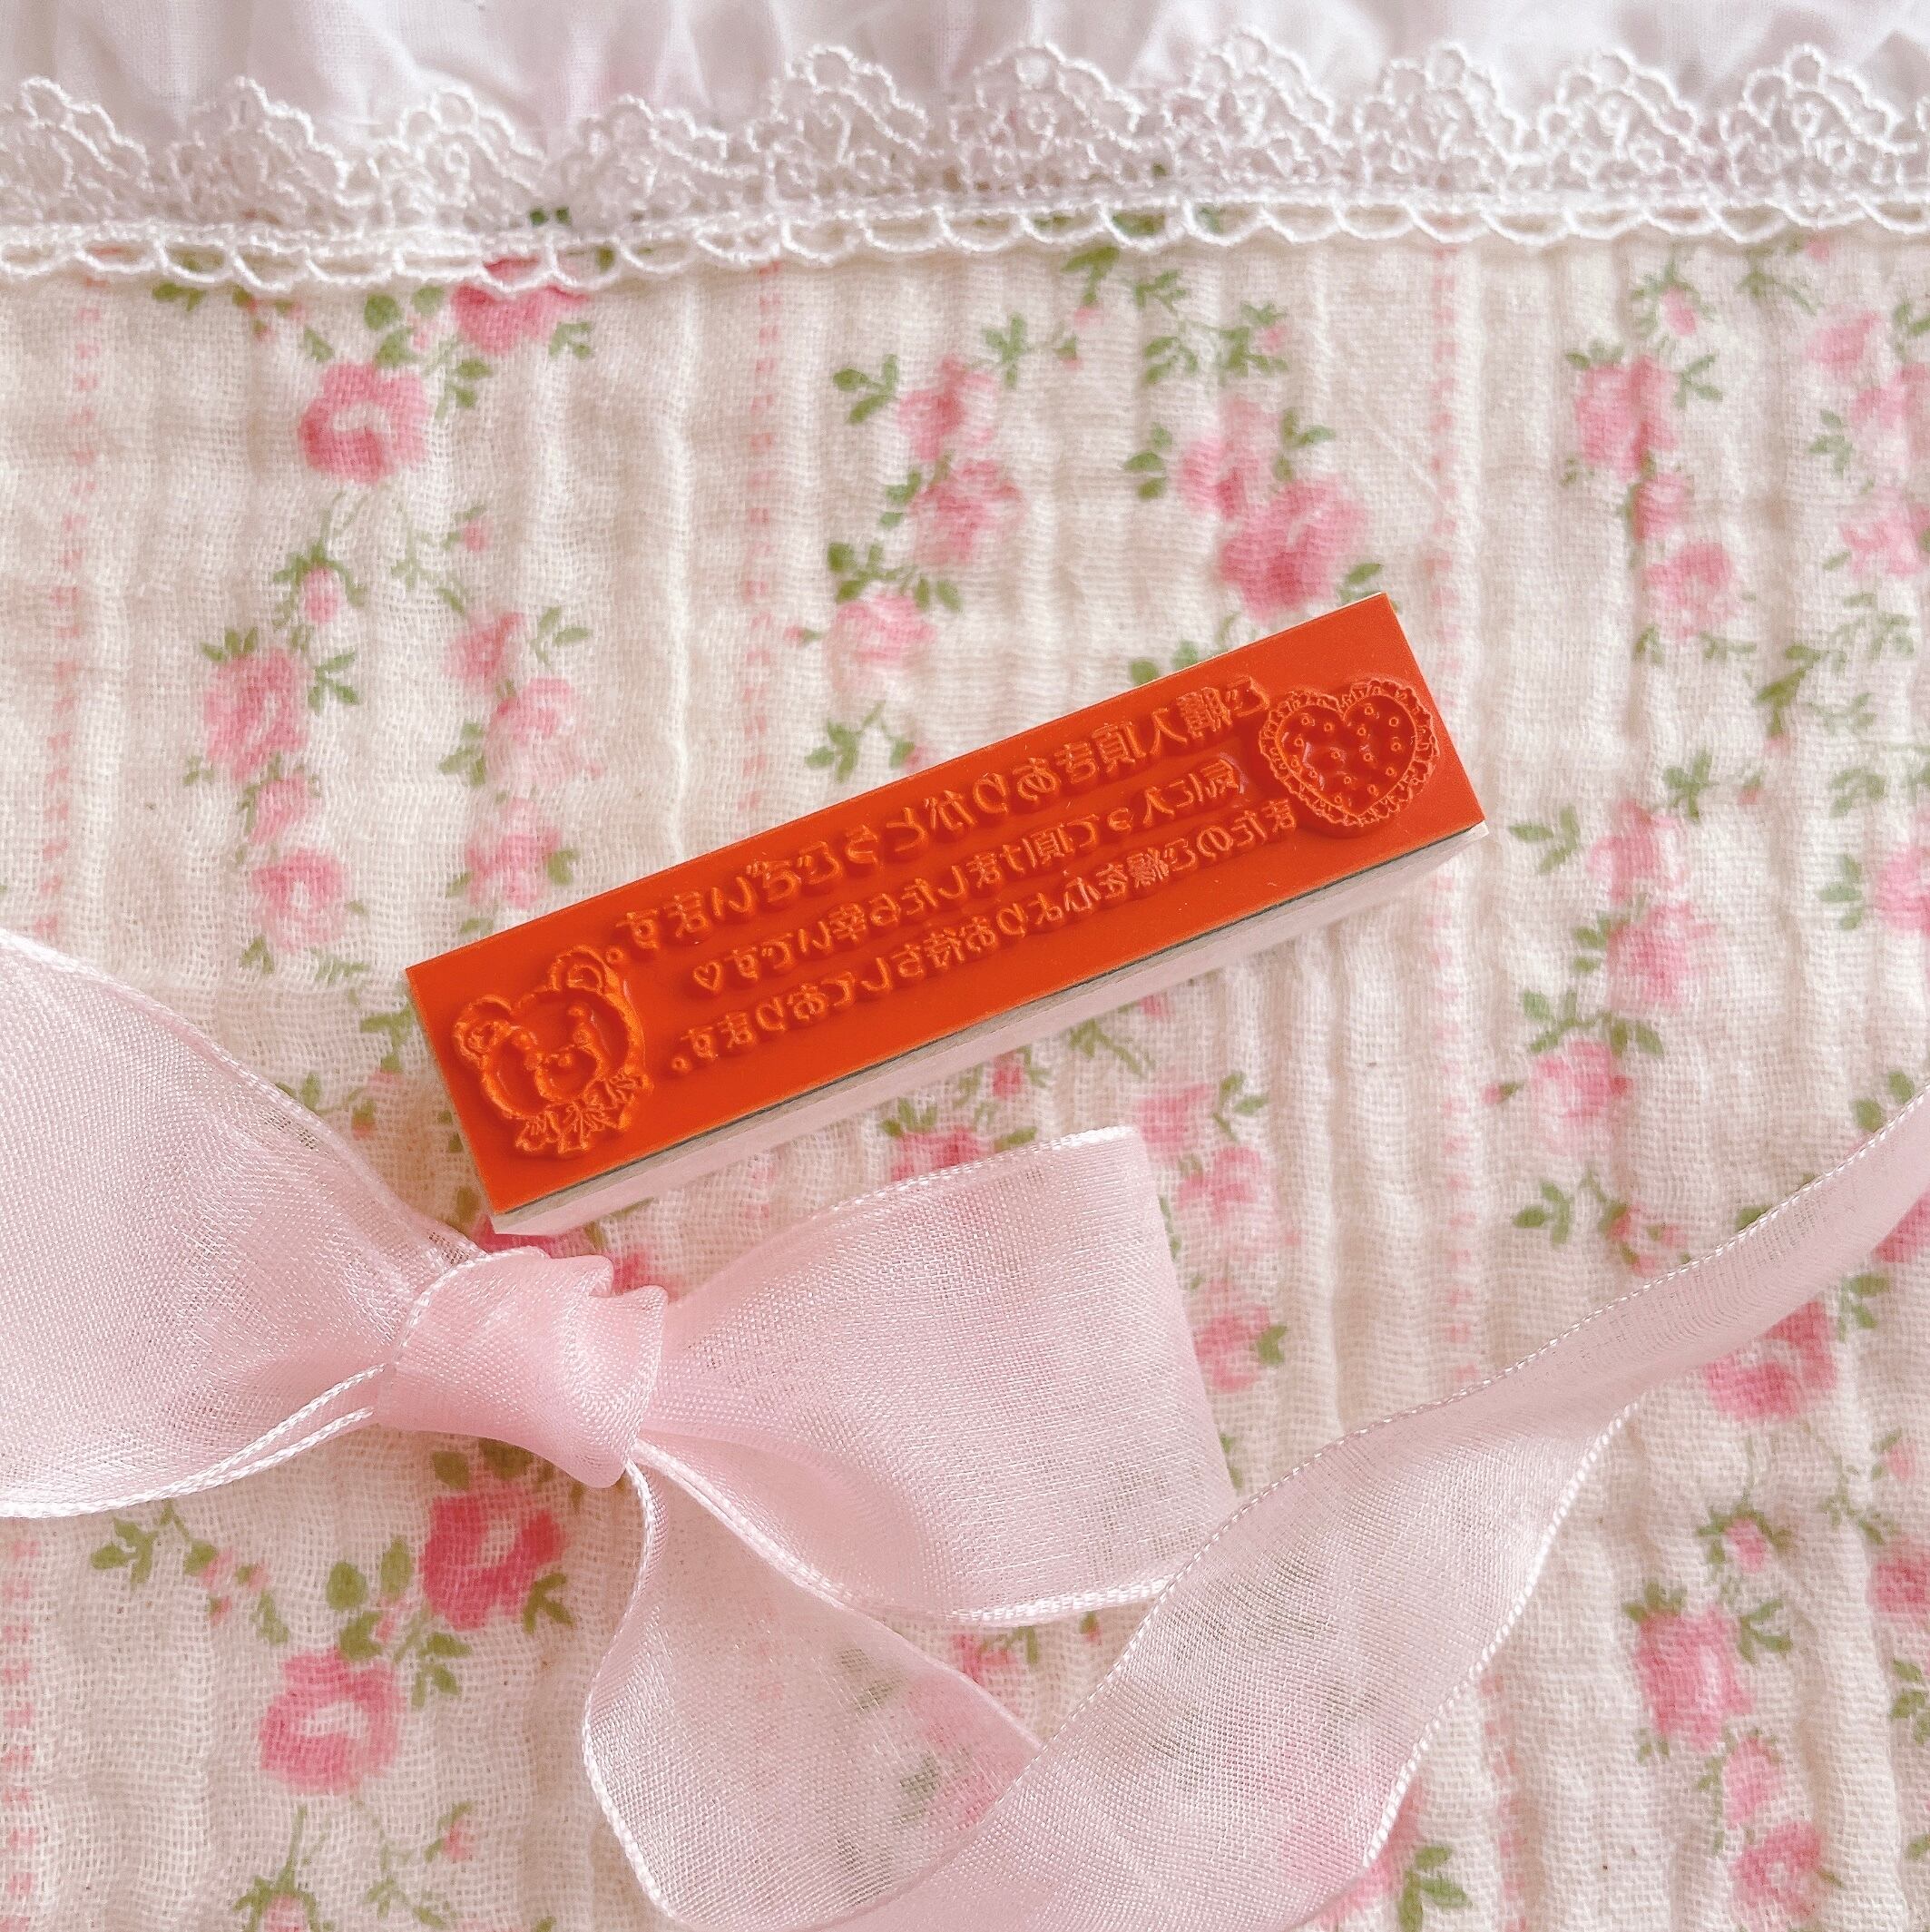 ご購入頂きありがとうございます。
気に入って頂けましたら幸いです♡
またのご縁を心よりお待ちしております。